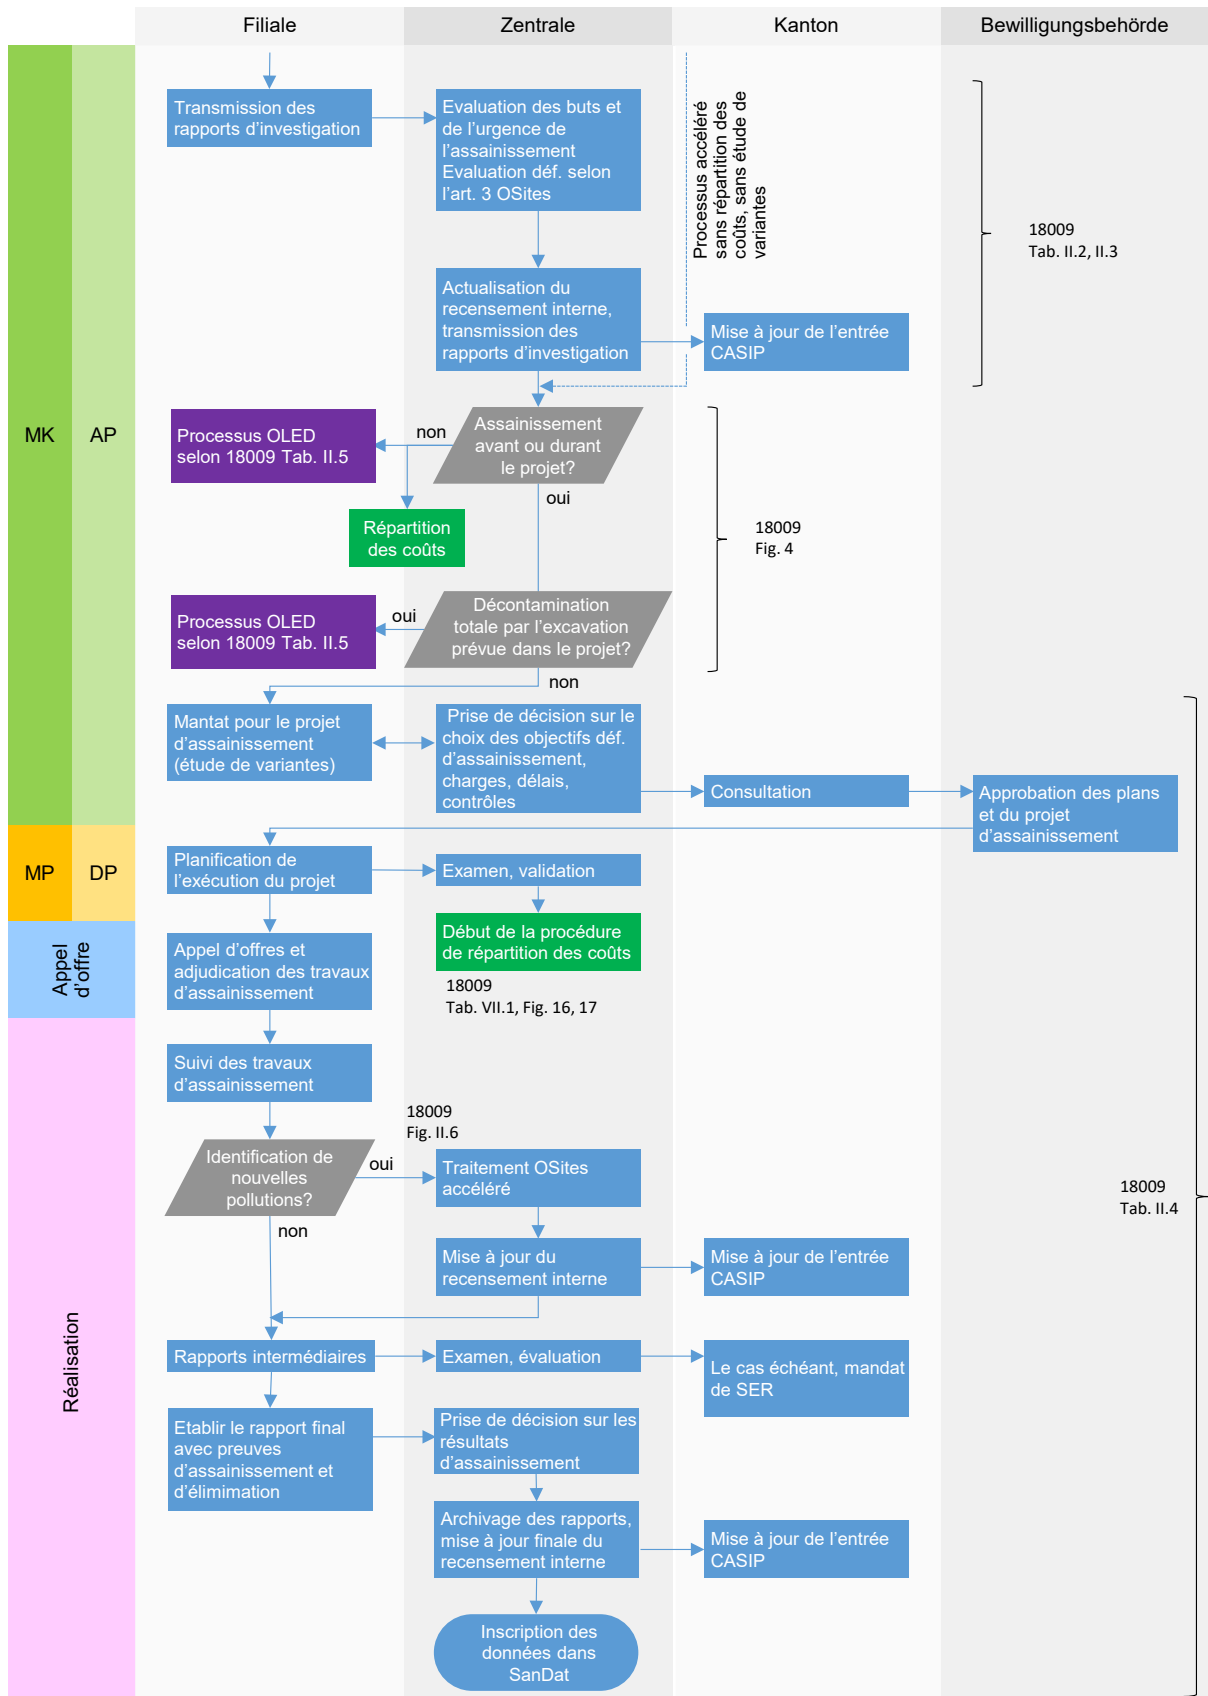 Filiale
Zentrale
Kanton
Bewilligungsbehörde
Transmission des
rapports d'investigation
Evaluation des buts et
de l'urgence de
l'assainissement
Evaluation déf. selon
l'art. 3 OSites
Processus accéléré
sans répartition des
coûts, sans étude de
variantes
18009
Tab. II.2, II.3
Actualisation du
recensement interne,
transmission des
rapports d'investigation
Mise à jour de l'entrée
CASIP
MK
AP
Processus OLED
selon 18009 Tab. II.5
non
Assainissement
avant ou durant
le projet?
oui
Répartition
des coûts
18009
Fig. 4
Processus OLED
selon 18009 Tab. II.5
oui
Décontamination
totale par l'excavation
prévue dans le projet?
non
Mantat pour le projet
d'assainissement
(étude de variantes)
Prise de décision sur le
choix des objectifs déf.
d'assainissement,
charges, délais,
contrôles
Consultation
Approbation des plans
et du projet
d'assainissement
MP
DP
Planification de
l'exécution du projet
Examen, validation
Début de la procédure
de répartition des coûts
18009
Tab. VII.1, Fig. 16, 17
Appel
d'offre
Appel d'offres et
adjudication des travaux
d'assainissement
Suivi des travaux
d'assainissement
18009
Fig. II.6
Identification de
nouvelles
pollutions?
oui
non
Traitement OSites
accéléré
18009
Tab. II.4
Mise à jour du
recensement interne
Mise à jour de l'entrée
CASIP
Réalisation
Rapports intermédiaires
Examen, évaluation
Le cas échéant, mandat
de SER
Etablir le rapport final
avec preuves
d'assainissement et
d'élimimation
Prise de décision sur les
résultats
d'assainissement
Archivage des rapports,
mise à jour finale du
recensement interne
Mise à jour de l'entrée
CASIP
Inscription des
données dans
SanDat